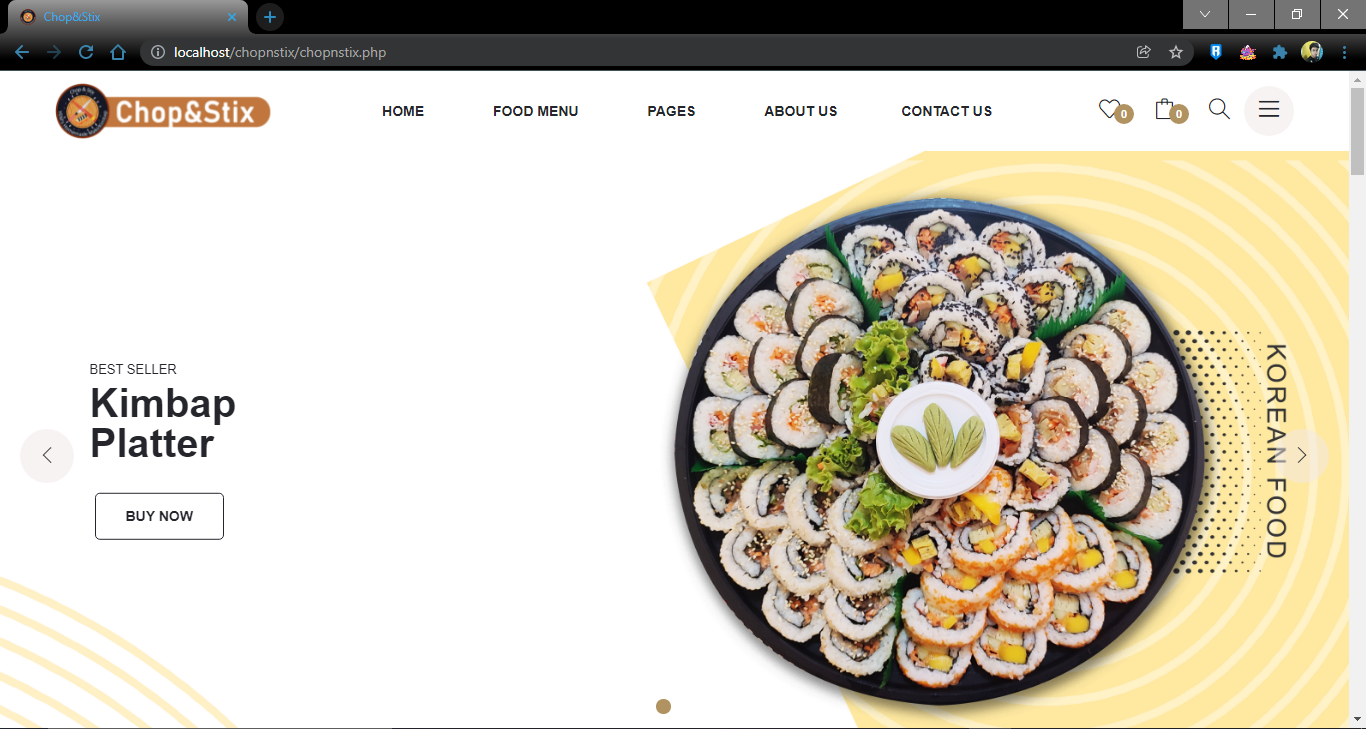 Chop&Stix
localhost/chopnstix/chopnstix.php
Chop&Stix
HOME
FOOD MENU
PAGES
ABOUT US
CONTACT US
0
0
BEST SELLER
Kimbap
Platter
BUY NOW
KOREAN FOOD